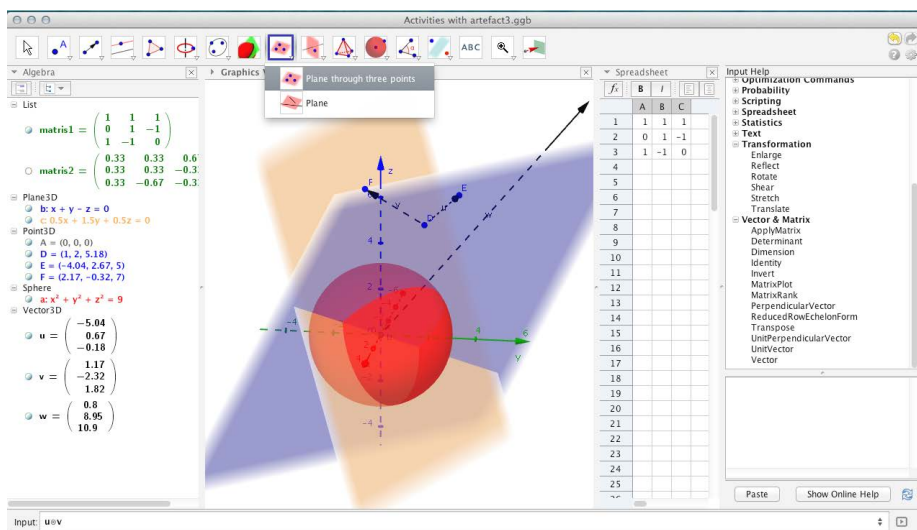 Activities with artefact3.ggb
ABC
Algebra
Graphics
Spreadsheet
Input Help
Plane through three points
Plane
List
matris1 = ( 1 1 1
0 1 −1
1 −1 0 )
matris2 = ( 0.33 0.33 0.6
0.33 0.33 −0.3
0.33 −0.67 −0.3
Plane3D
b: x + y − z = 0
c: 0.5x + 1.5y + 0.5z = 0
Point3D
A = (0, 0, 0)
D = (1, 2, 5.18)
E = (−4.04, 2.67, 5)
F = (2.17, −0.32, 7)
Sphere
a: x² + y² + z² = 9
Vector3D
u = ( −5.04
0.67
−0.18 )
v = ( 1.17
−2.32
1.82 )
w = ( 0.8
8.95
10.9 )
z
F
E
D
u
v
w
4
2
−4
4
6
y
−4
fx B I
A B C
1 1 1 1
2 0 1 −1
3 1 −1 0
4
5
6
7
8
9
10
11
12
13
14
15
16
17
18
19
20
21
22
23
24
25
Optimization Commands
Probability
Scripting
Spreadsheet
Statistics
Text
Transformation
Enlarge
Reflect
Rotate
Shear
Stretch
Translate
Vector & Matrix
ApplyMatrix
Determinant
Dimension
Identity
Invert
MatrixPlot
MatrixRank
PerpendicularVector
ReducedRowEchelonForm
Transpose
UnitPerpendicularVector
UnitVector
Vector
Paste
Show Online Help
Input: u⊗v